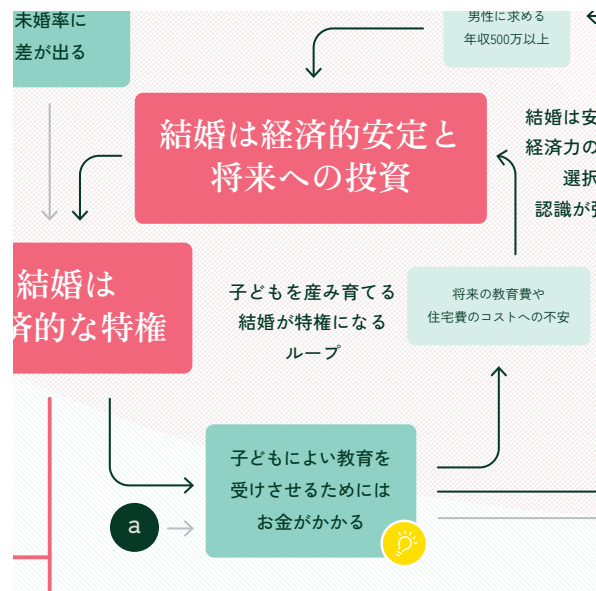 未婚率に
差が出る
男性に求める
年収500万以上
結婚は経済的安定と
将来への投資
結婚は安
経済力の
選択
認識が強
結婚は
済的な特権
子どもを産み育てる
結婚が特権になる
ループ
将来の教育費や
住宅費のコストへの不安
子どもによい教育を
受けさせるためには
お金がかかる
a